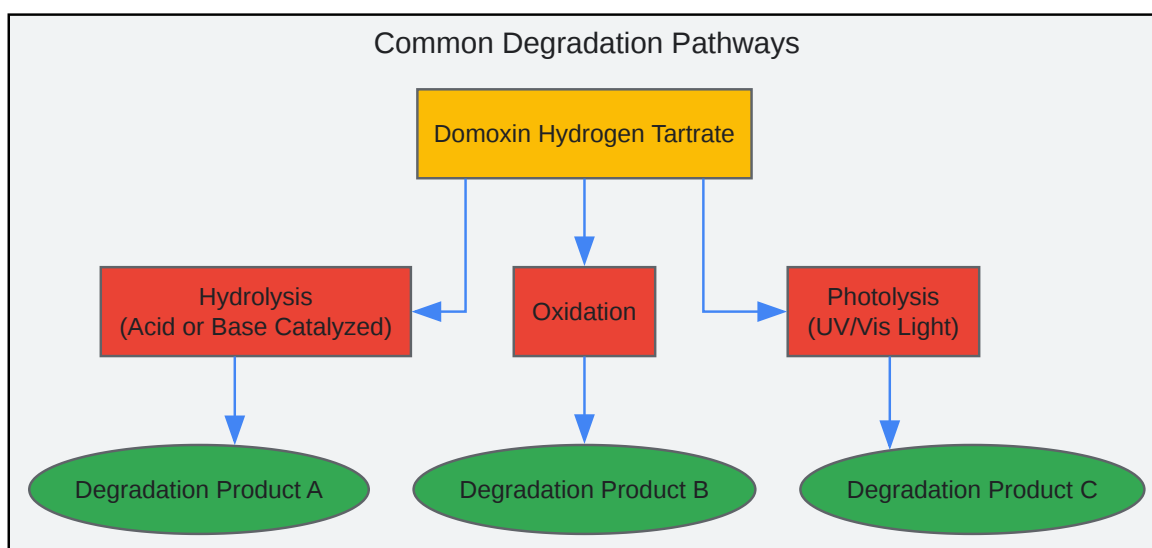 Common Degradation Pathways
Domoxin Hydrogen Tartrate
Hydrolysis
(Acid or Base Catalyzed)
Oxidation
Photolysis
(UV/Vis Light)
Degradation Product A
Degradation Product B
Degradation Product C